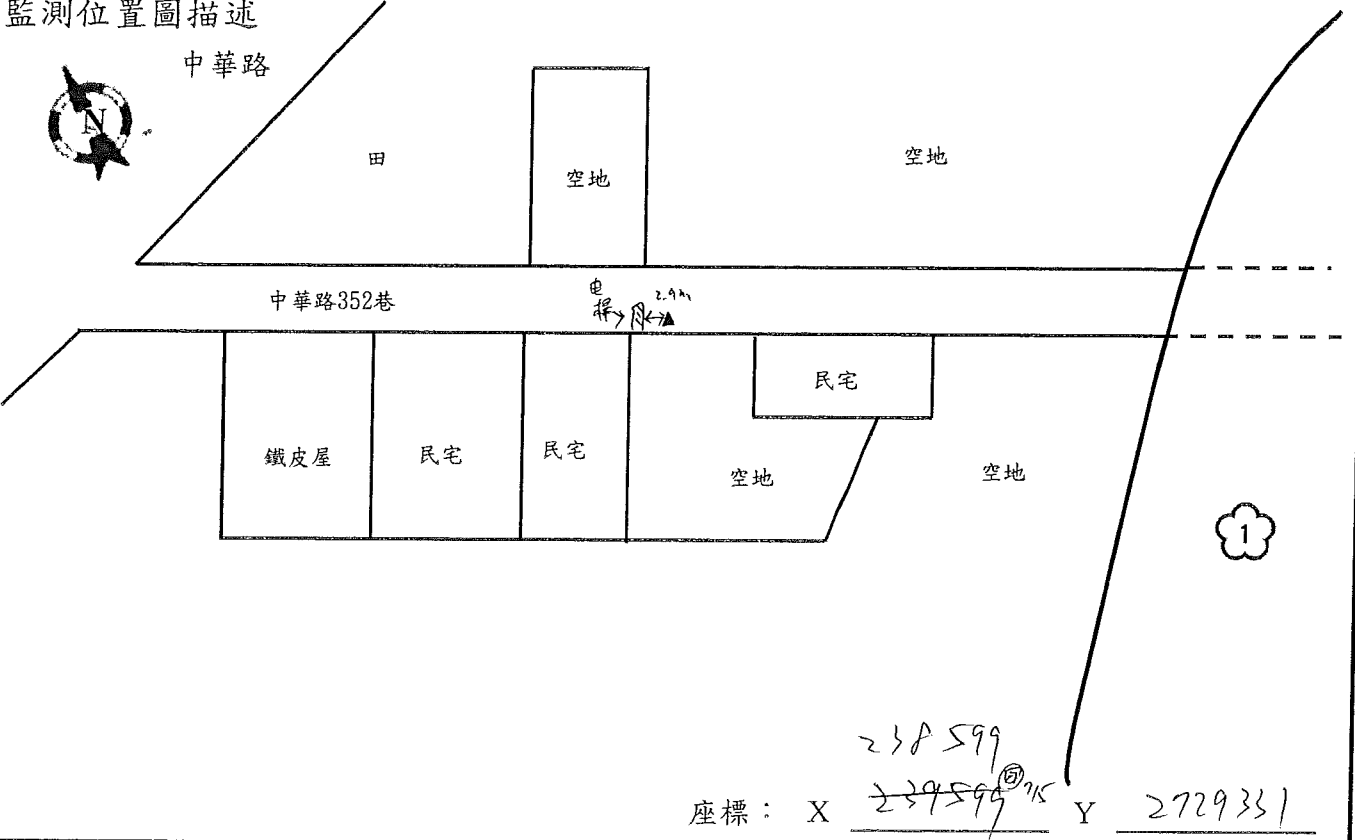 監測位置圖描述
中華路
N
田
空地
空地
中華路352巷
电
桿
2.9m
鐵皮屋
民宅
民宅
空地
民宅
空地
1
238599
239599 7/5
座標： X Y 2729331